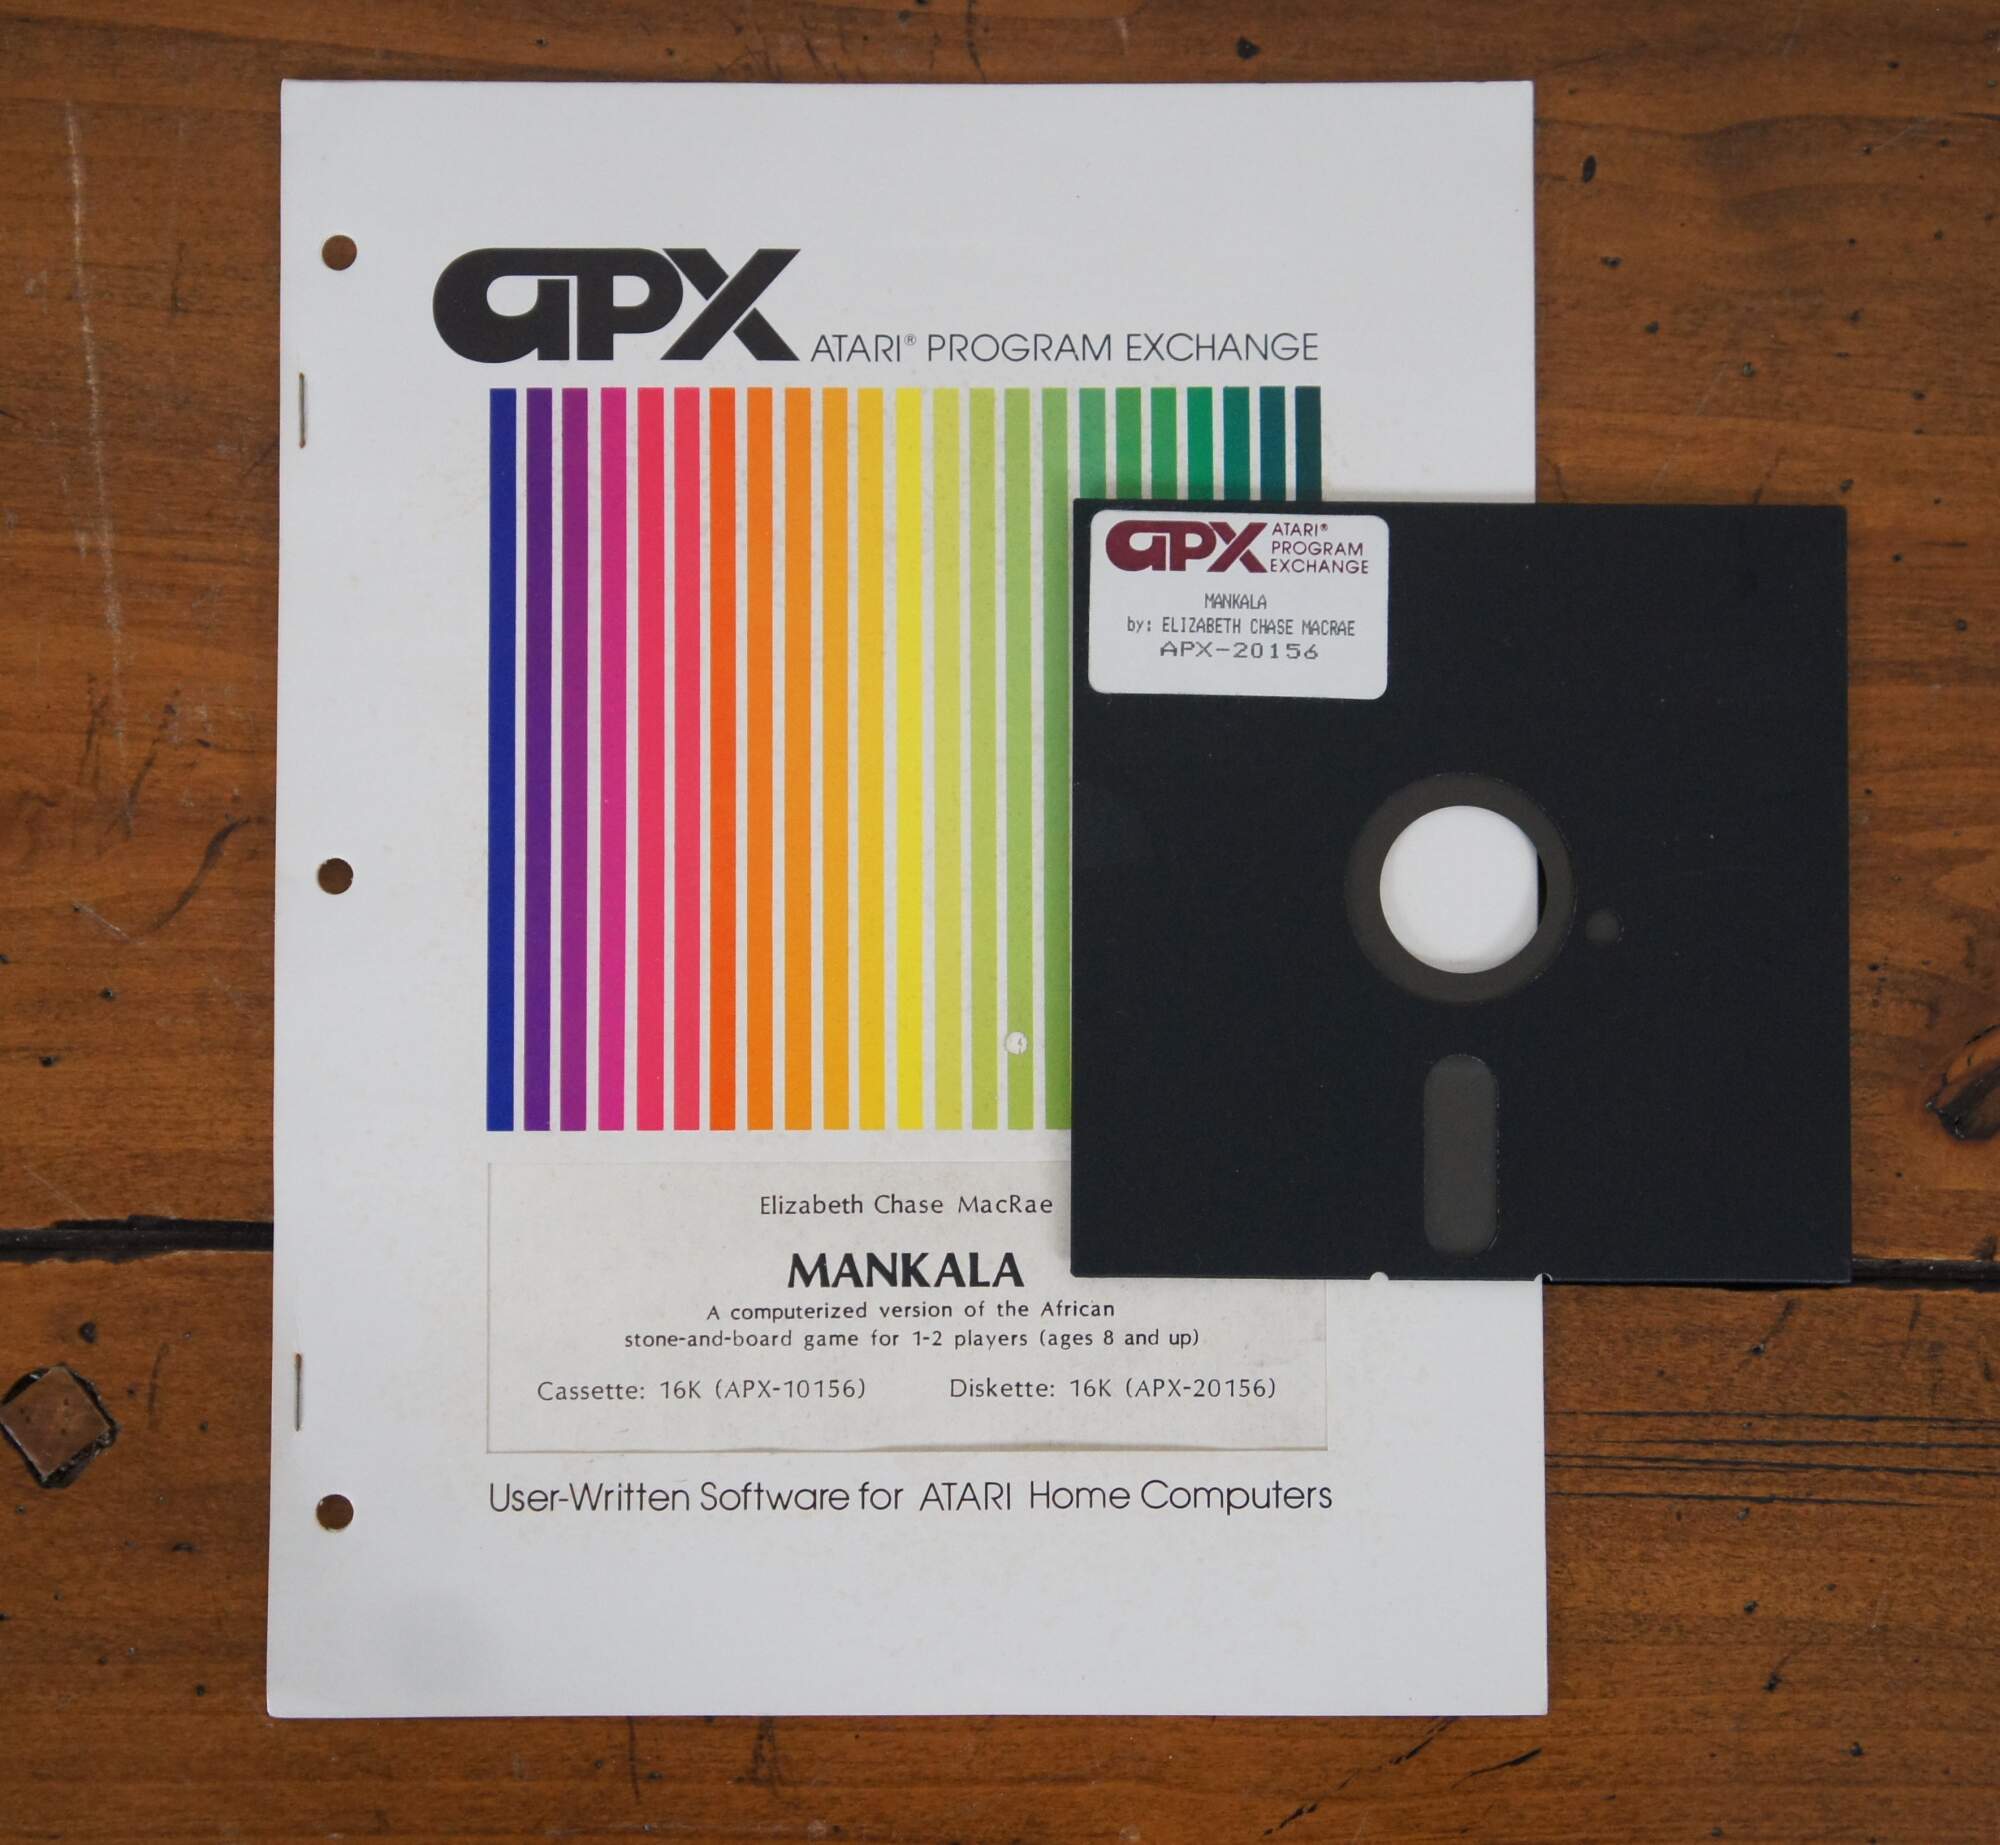 APX ATARI® PROGRAM EXCHANGE
APX ATARI®
PROGRAM
EXCHANGE
MANKALA
by: ELIZABETH CHASE MACRAE
APX-20156
Elizabeth Chase MacRae
MANKALA
A computerized version of the African
stone-and-board game for 1-2 players (ages 8 and up)
Cassette: 16K (APX-10156) Diskette: 16K (APX-20156)
User-Written Software for ATARI Home Computers